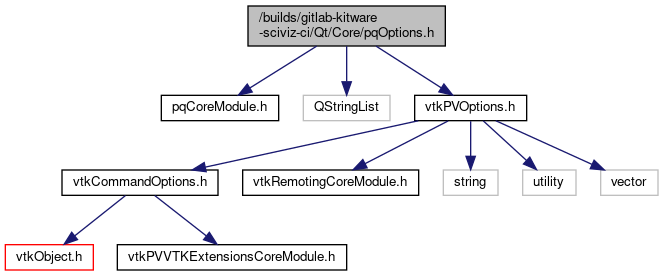 /builds/gitlab-kitware
-sciviz-ci/Qt/Core/pqOptions.h
pqCoreModule.h
QStringList
vtkPVOptions.h
vtkCommandOptions.h
vtkRemotingCoreModule.h
string
utility
vector
vtkObject.h
vtkPVVTKExtensionsCoreModule.h